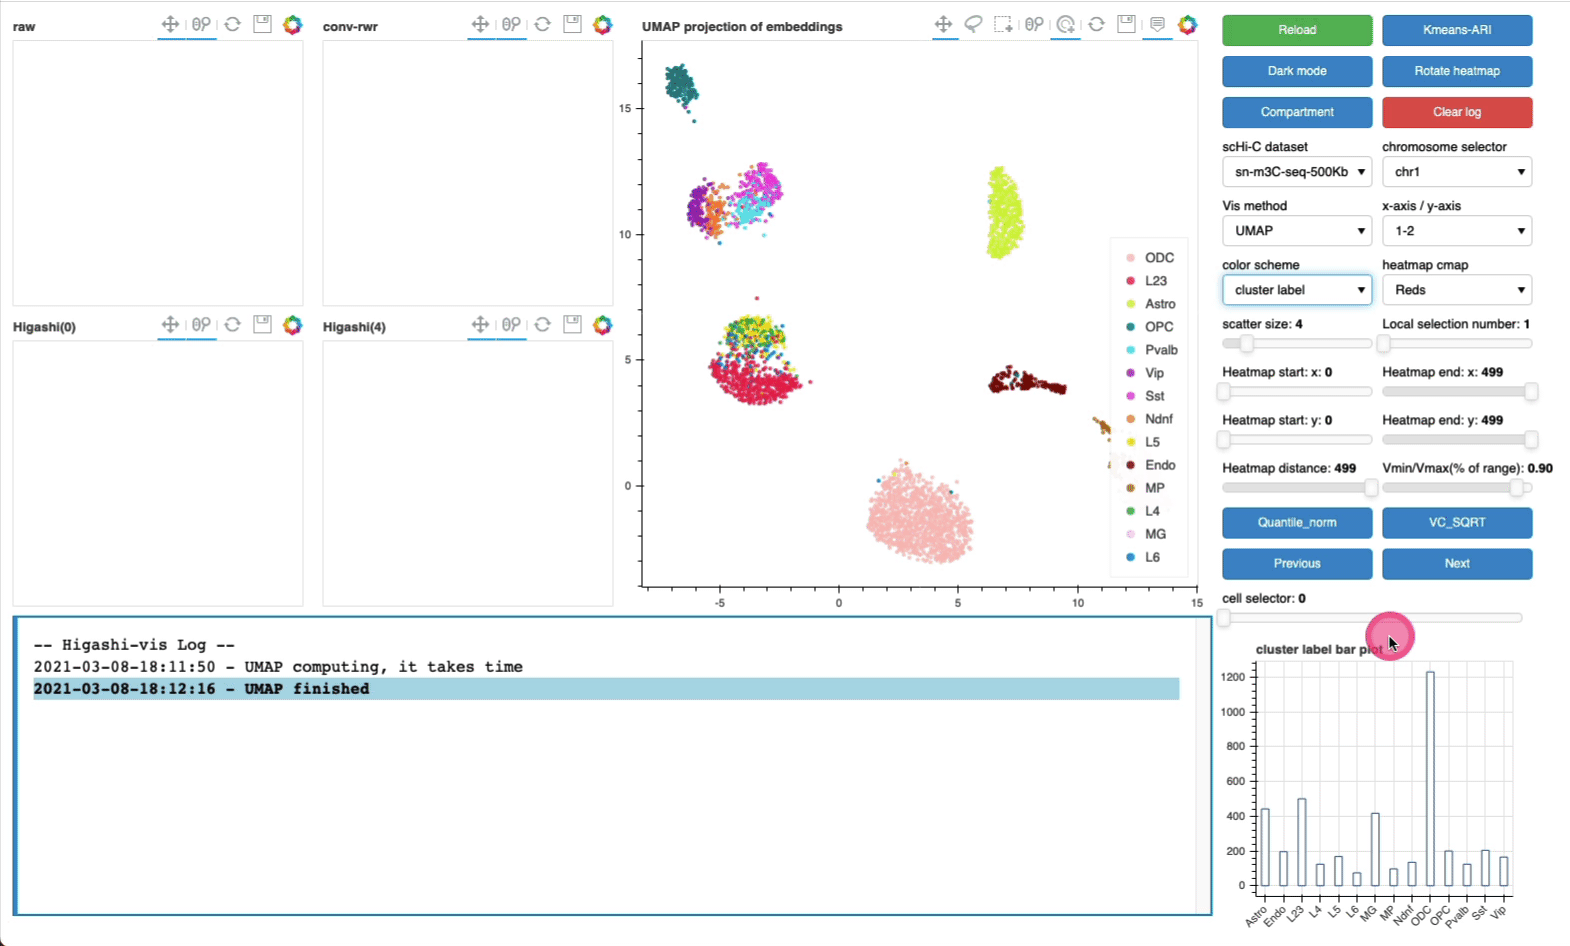 raw
conv-rwr
UMAP projection of embeddings
Higashi(0)
Higashi(4)
15
10
5
0
-5
0
5
10
15
ODC
L23
Astro
OPC
Pvalb
Vip
Sst
Ndnf
L5
Endo
MP
L4
MG
L6
Reload
Kmeans-ARI
Dark mode
Rotate heatmap
Compartment
Clear log
scHi-C dataset
chromosome selector
sn-m3C-seq-500Kb
chr1
Vis method
x-axis / y-axis
UMAP
1-2
color scheme
heatmap cmap
cluster label
Reds
scatter size: 4
Local selection number: 1
Heatmap start: x: 0
Heatmap end: x: 499
Heatmap start: y: 0
Heatmap end: y: 499
Heatmap distance: 499
Vmin/Vmax(% of range): 0.90
Quantile_norm
VC_SQRT
Previous
Next
cell selector: 0
-- Higashi-vis Log --
2021-03-08-18:11:50 - UMAP computing, it takes time
2021-03-08-18:12:16 - UMAP finished
cluster label bar plot
1200
1000
800
600
400
200
0
Astro
Endo
L23
L4
L5
L6
MG
MP
Ndnf
ODC
OPC
Pvalb
Sst
Vip